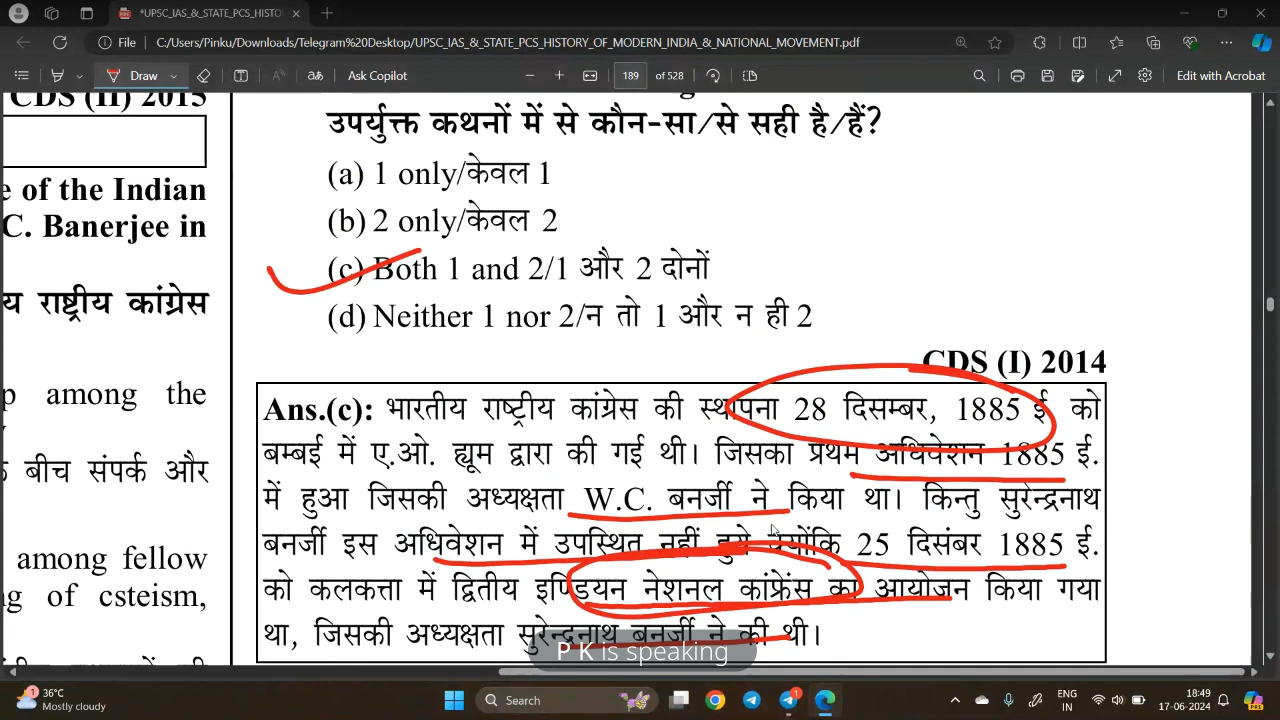 *UPSC_IAS_&_STATE_PCS_HISTO
File
C:/Users/Pinku/Downloads/Telegram%20Desktop/UPSC_IAS_&_STATE_PCS_HISTORY_OF_MODERN_INDIA_&_NATIONAL_MOVEMENT.pdf
Draw
Ask Copilot
189 of 528
Edit with Acrobat
CDS (II) 2015
e of the Indian
C. Banerjee in
य राष्ट्रीय कांग्रेस
p among the
के बीच संपर्क और
among fellow
ng of csteism,
उपर्युक्त कथनों में से कौन-सा/से सही है/हैं?
(a) 1 only/केवल 1
(b) 2 only/केवल 2
(c) Both 1 and 2/1 और 2 दोनों
(d) Neither 1 nor 2/न तो 1 और न ही 2
CDS (I) 2014
Ans.(c): भारतीय राष्ट्रीय कांग्रेस की स्थापना 28 दिसम्बर, 1885 ई को
बम्बई में ए.ओ. ह्यूम द्वारा की गई थी। जिसका प्रथम अधिवेशन 1885 ई.
में हुआ जिसकी अध्यक्षता W.C. बनर्जी ने किया था। किन्तु सुरेन्द्रनाथ
बनर्जी इस अधिवेशन में उपस्थित नहीं हुये क्योंकि 25 दिसंबर 1885 ई.
को कलकत्ता में द्वितीय इण्डियन नेशनल कांफ्रेंस का आयोजन किया गया
था, जिसकी अध्यक्षता सुरेन्द्रनाथ बनर्जी ने की थी।
P K is speaking
36°C
Mostly cloudy
Search
ENG
IN
18:49
17-06-2024